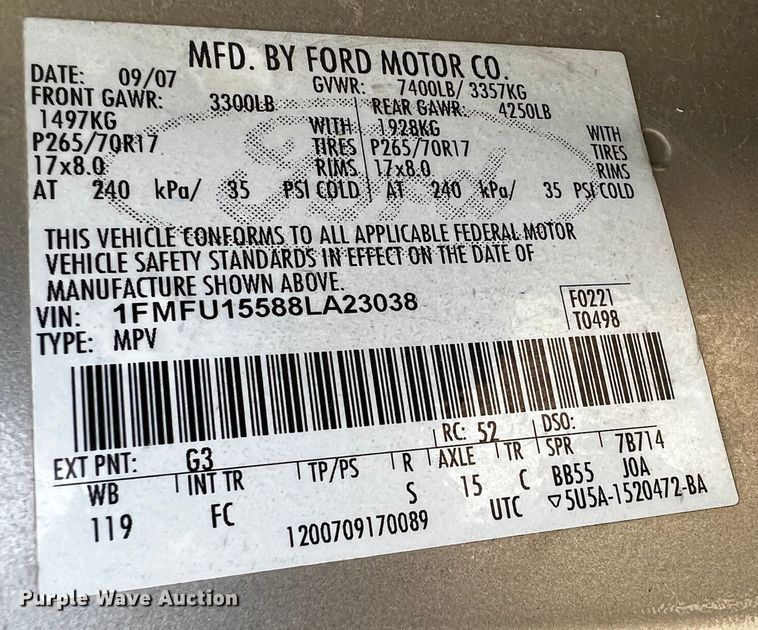 MFD. BY FORD MOTOR CO.
DATE: 09/07 GVWR: 7400LB/ 3357KG
FRONT GAWR: 3300LB REAR GAWR: 4250LB
1497KG WITH 1928KG WITH
P265/70R17 TIRES P265/70R17 TIRES
17x8.0 RIMS 17x8.0 RIMS
AT 240 kPa/ 35 PSI COLD AT 240 kPa/ 35 PSI COLD
Ford
THIS VEHICLE CONFORMS TO ALL APPLICABLE FEDERAL MOTOR
VEHICLE SAFETY STANDARDS IN EFFECT ON THE DATE OF
MANUFACTURE SHOWN ABOVE.
VIN: 1FMFU15588LA23038 F0221
TYPE: MPV T0498
EXT PNT: G3 RC: 52 DSO:
WB INT TR TP/PS R AXLE TR SPR 7B714
119 FC S 15 C BB55 J0A
1200709170089 UTC ▽5U5A-1520472-BA
Purple Wave Auction